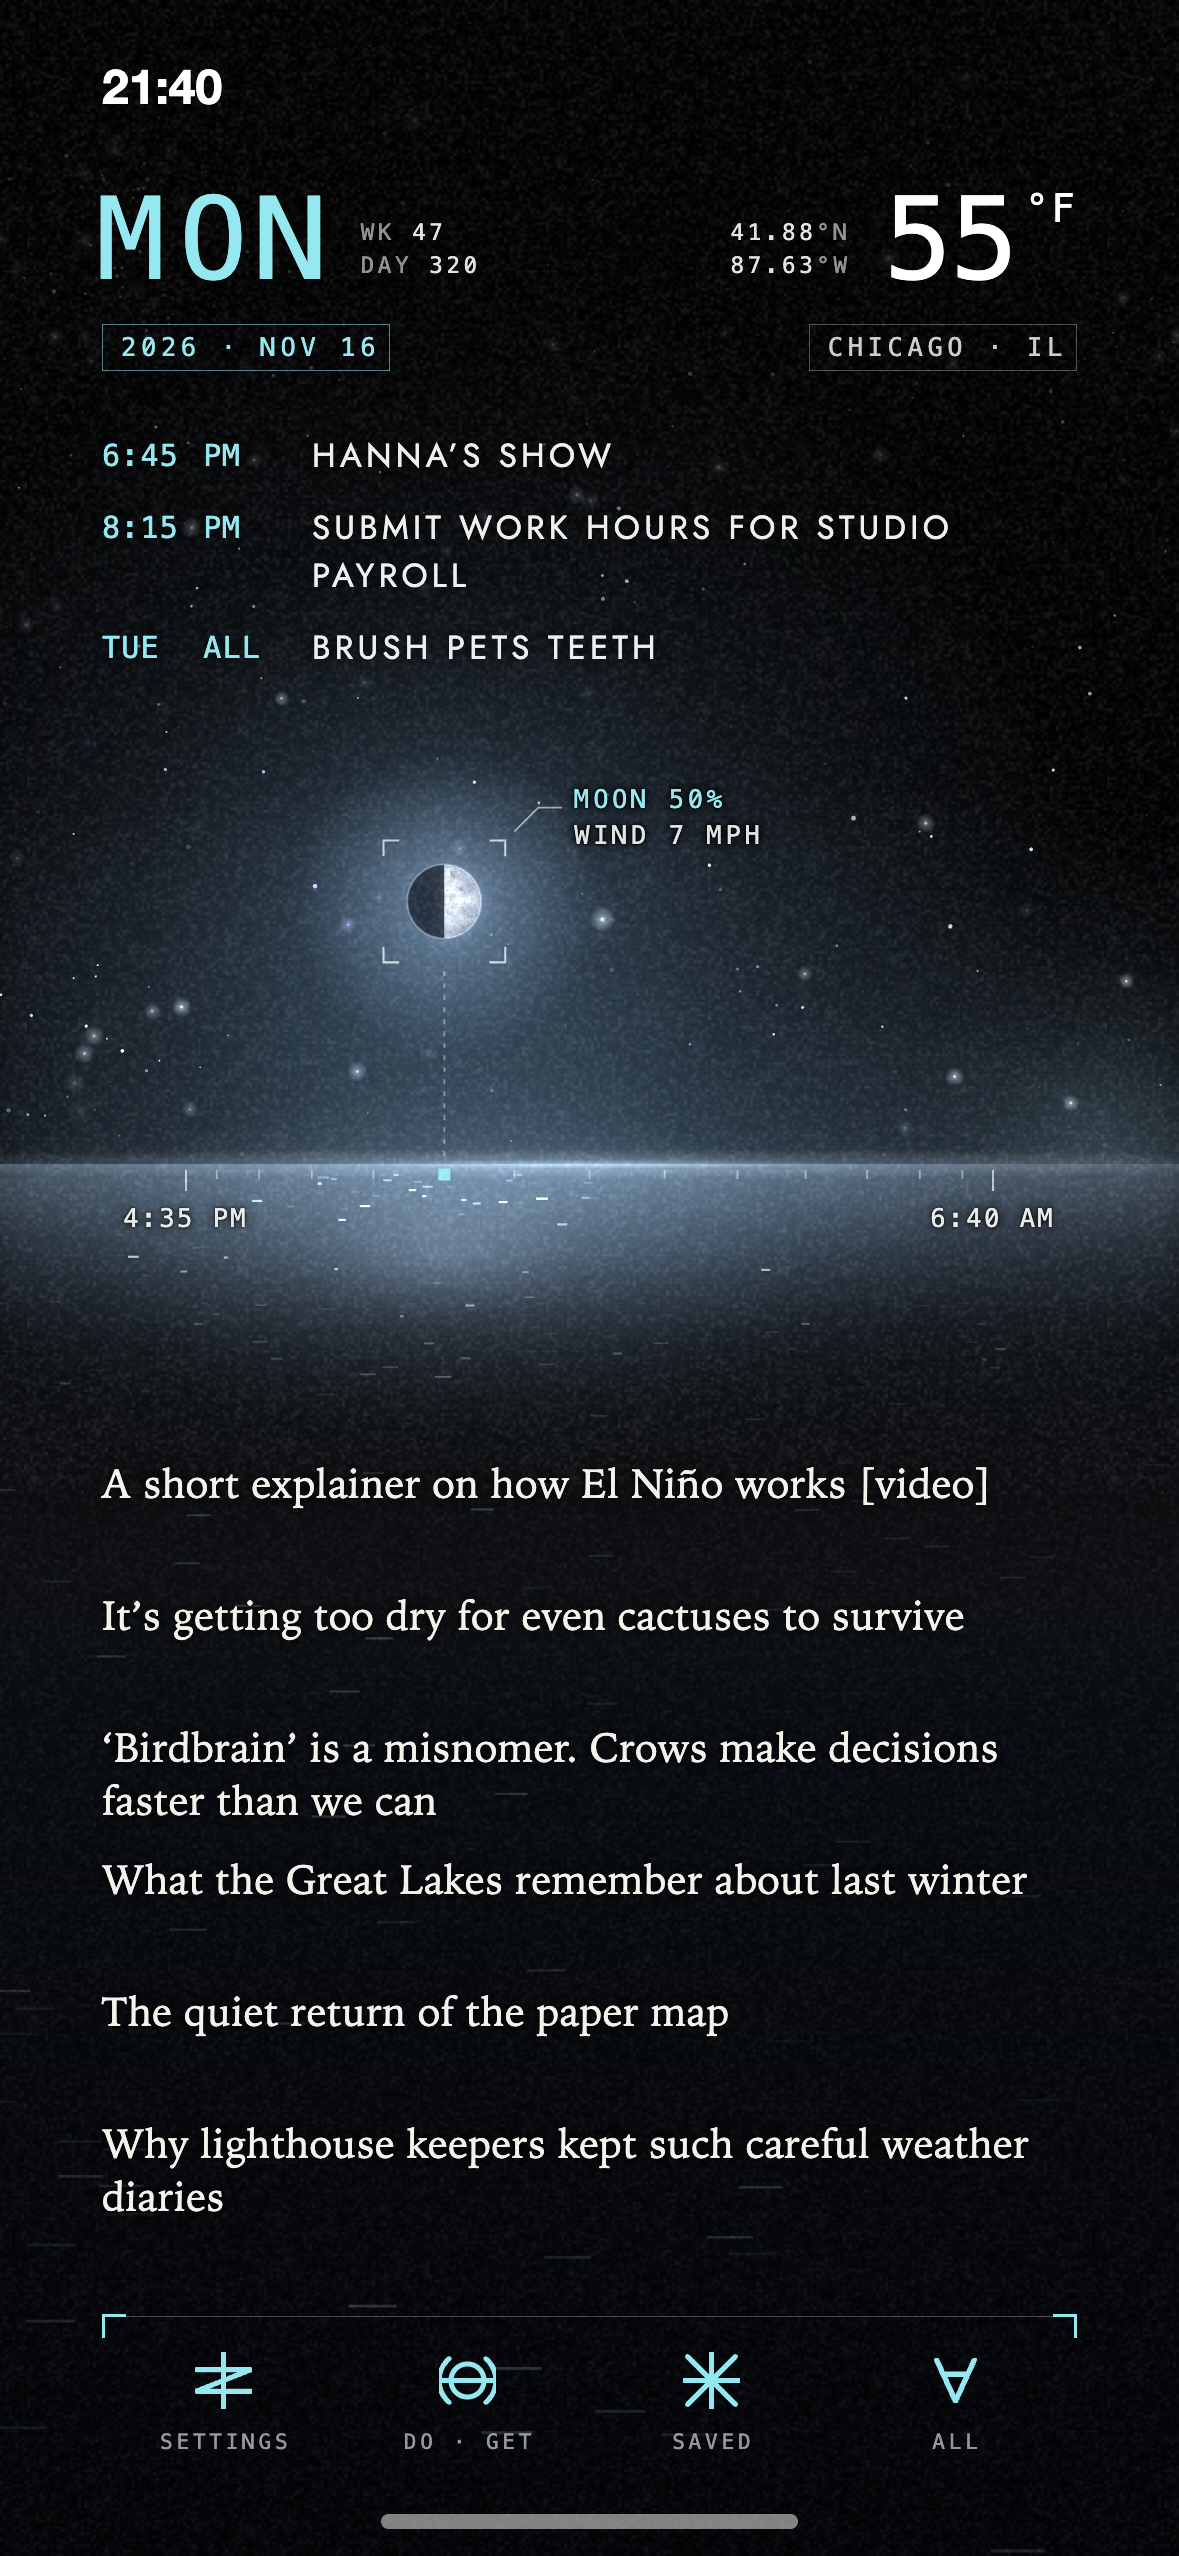 21:40
MON
WK 47
DAY 320
41.88°N
87.63°W
55 °F
2026 · NOV 16
CHICAGO · IL
6:45 PM HANNA’S SHOW
8:15 PM SUBMIT WORK HOURS FOR STUDIO
PAYROLL
TUE ALL BRUSH PETS TEETH
MOON 50%
WIND 7 MPH
4:35 PM 6:40 AM
A short explainer on how El Niño works [video]
It’s getting too dry for even cactuses to survive
‘Birdbrain’ is a misnomer. Crows make decisions
faster than we can
What the Great Lakes remember about last winter
The quiet return of the paper map
Why lighthouse keepers kept such careful weather
diaries
SETTINGS DO · GET SAVED ALL